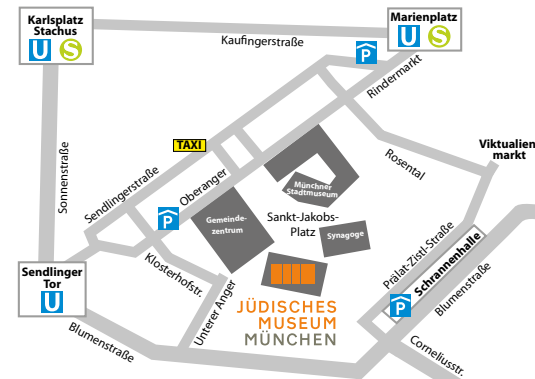 Karlsplatz
Stachus
U S
Marienplatz
U S
Kaufingerstraße
P
Rindermarkt
TAXI
Viktualien
markt
Rosental
Sonnenstraße
Sendlingerstraße
Oberanger
Münchner
Stadtmuseum
P
Gemeinde-
zentrum
Sankt-Jakobs-
Platz
Synagoge
Prälat-Zistl-Straße
Schrannenhalle
Klosterhofstr.
Sendlinger
Tor
U
Unterer Anger
P
Blumenstraße
JÜDISCHES
MUSEUM
MÜNCHEN
Blumenstraße
Corneliusstr.